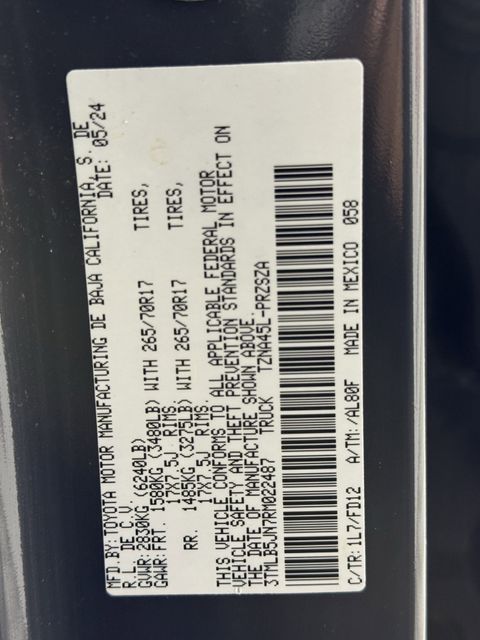 MFD.BY:TOYOTA MOTOR MANUFACTURING DE BAJA CALIFORNIA, S. DE
R.L. DE C.V. DATE: 05/24
GVWR: 2830KG (6240LB)
GAWR: FRT. 1580KG (3480LB) WITH 265/70R17 TIRES,
17X7.5J RIMS.
RR. 1485KG (3275LB) WITH 265/70R17 TIRES,
17X7.5J RIMS.
THIS VEHICLE CONFORMS TO ALL APPLICABLE FEDERAL MOTOR
VEHICLE SAFETY AND THEFT PREVENTION STANDARDS IN EFFECT ON
THE DATE OF MANUFACTURE SHOWN ABOVE.
3TMLB5JN7RM022487 TRUCK TZNA45L-PRZSZA
C/TR: 1L7/FD12 A/TM: /AL80F MADE IN MEXICO 058